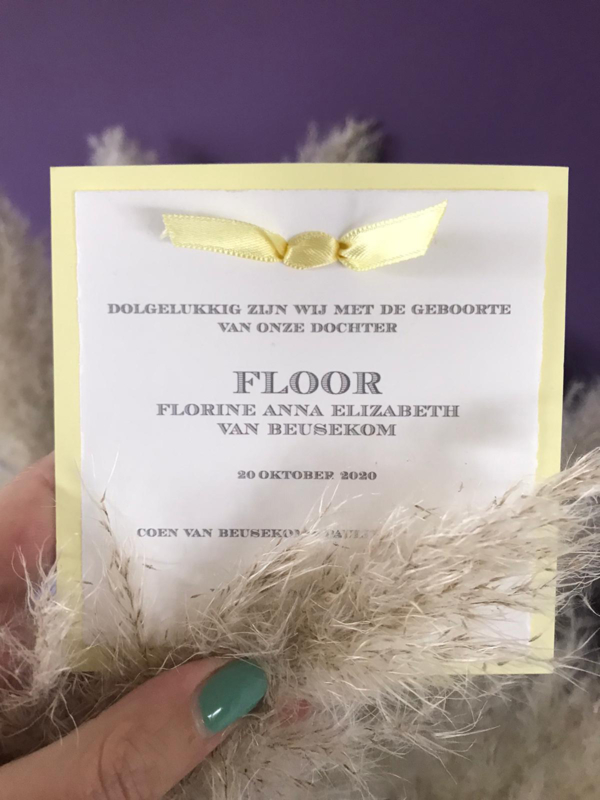 DOLGELUKKIG ZIJN WIJ MET DE GEBOORTE
VAN ONZE DOCHTER
FLOOR
FLORINE ANNA ELIZABETH
VAN BEUSEKOM
20 OKTOBER 2020
COEN VAN BEUSEKOM